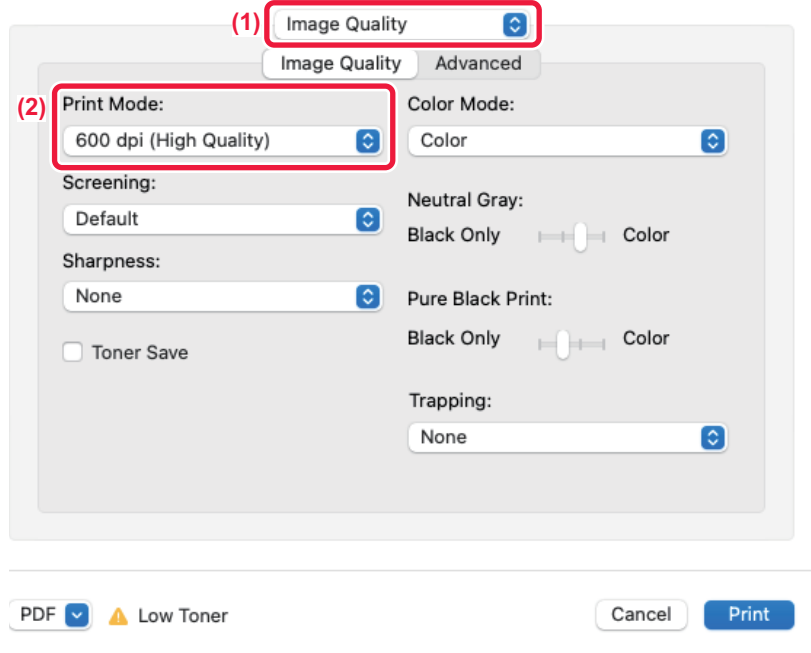 (1) Image Quality
Image Quality Advanced
(2) Print Mode:
600 dpi (High Quality)
Screening:
Default
Sharpness:
None
Toner Save
Color Mode:
Color
Neutral Gray:
Black Only Color
Pure Black Print:
Black Only Color
Trapping:
None
PDF Low Toner Cancel Print